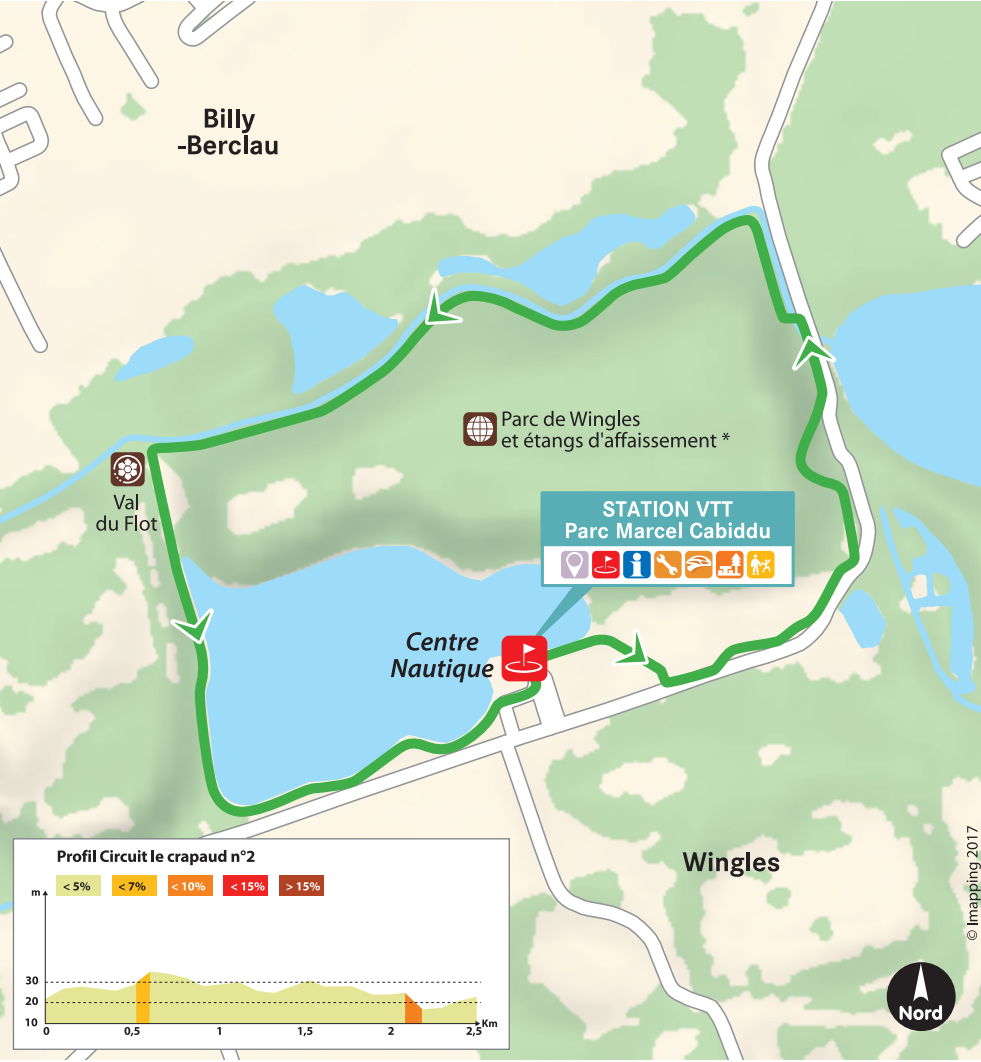 Billy
-Berclau
Parc de Wingles
et étangs d'affaissement *
Val
du Flot
STATION VTT
Parc Marcel Cabiddu
Centre
Nautique
Wingles
© Imapping 2017
Nord
Profil Circuit le crapaud n°2
< 5% < 7% < 10% < 15% > 15%
m
30
20
10
0 0,5 1 1,5 2 2,5 Km